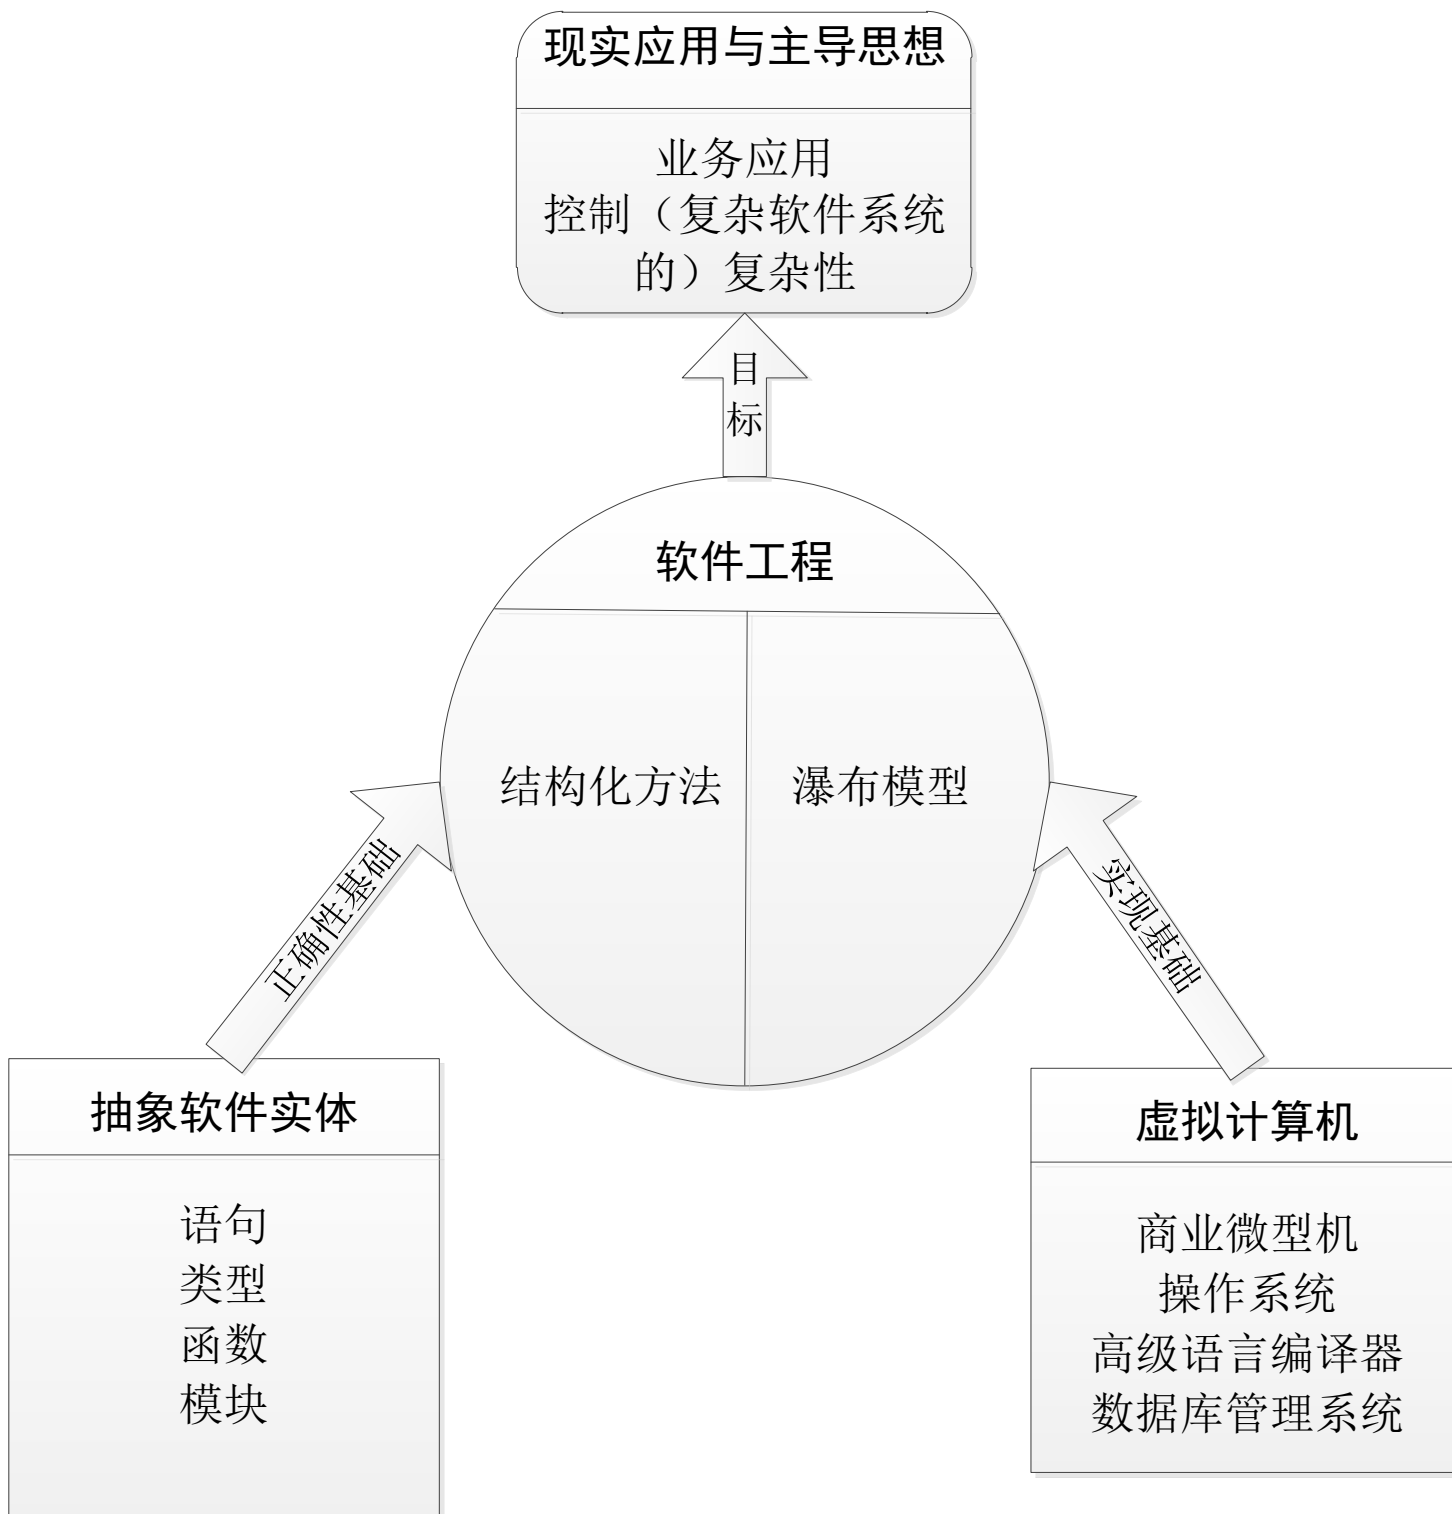 现实应用与主导思想
业务应用
控制（复杂软件系统
的）复杂性
目
标
软件工程
结构化方法
瀑布模型
正确性基础
实现基础
抽象软件实体
语句
类型
函数
模块
虚拟计算机
商业微型机
操作系统
高级语言编译器
数据库管理系统